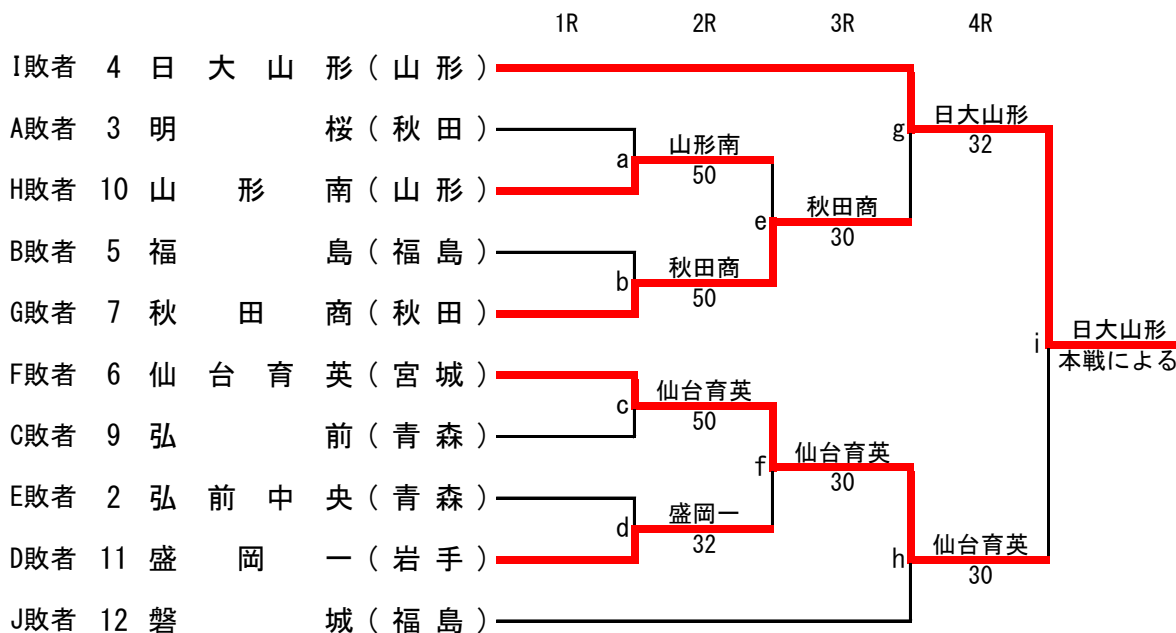 1R 2R 3R 4R
I敗者 4 日大山形(山形)
日大山形
A敗者 3 明桜(秋田)
g
32
山形南
a
50
H敗者 10 山形南(山形)
秋田商
e
30
B敗者 5 福島(福島)
秋田商
b
50
G敗者 7 秋田商(秋田)
日大山形
i
本戦による
F敗者 6 仙台育英(宮城)
仙台育英
c
50
C敗者 9 弘前(青森)
仙台育英
f
30
E敗者 2 弘前中央(青森)
盛岡一
d
32
仙台育英
D敗者 11 盛岡一(岩手)
h
30
J敗者 12 磐城(福島)